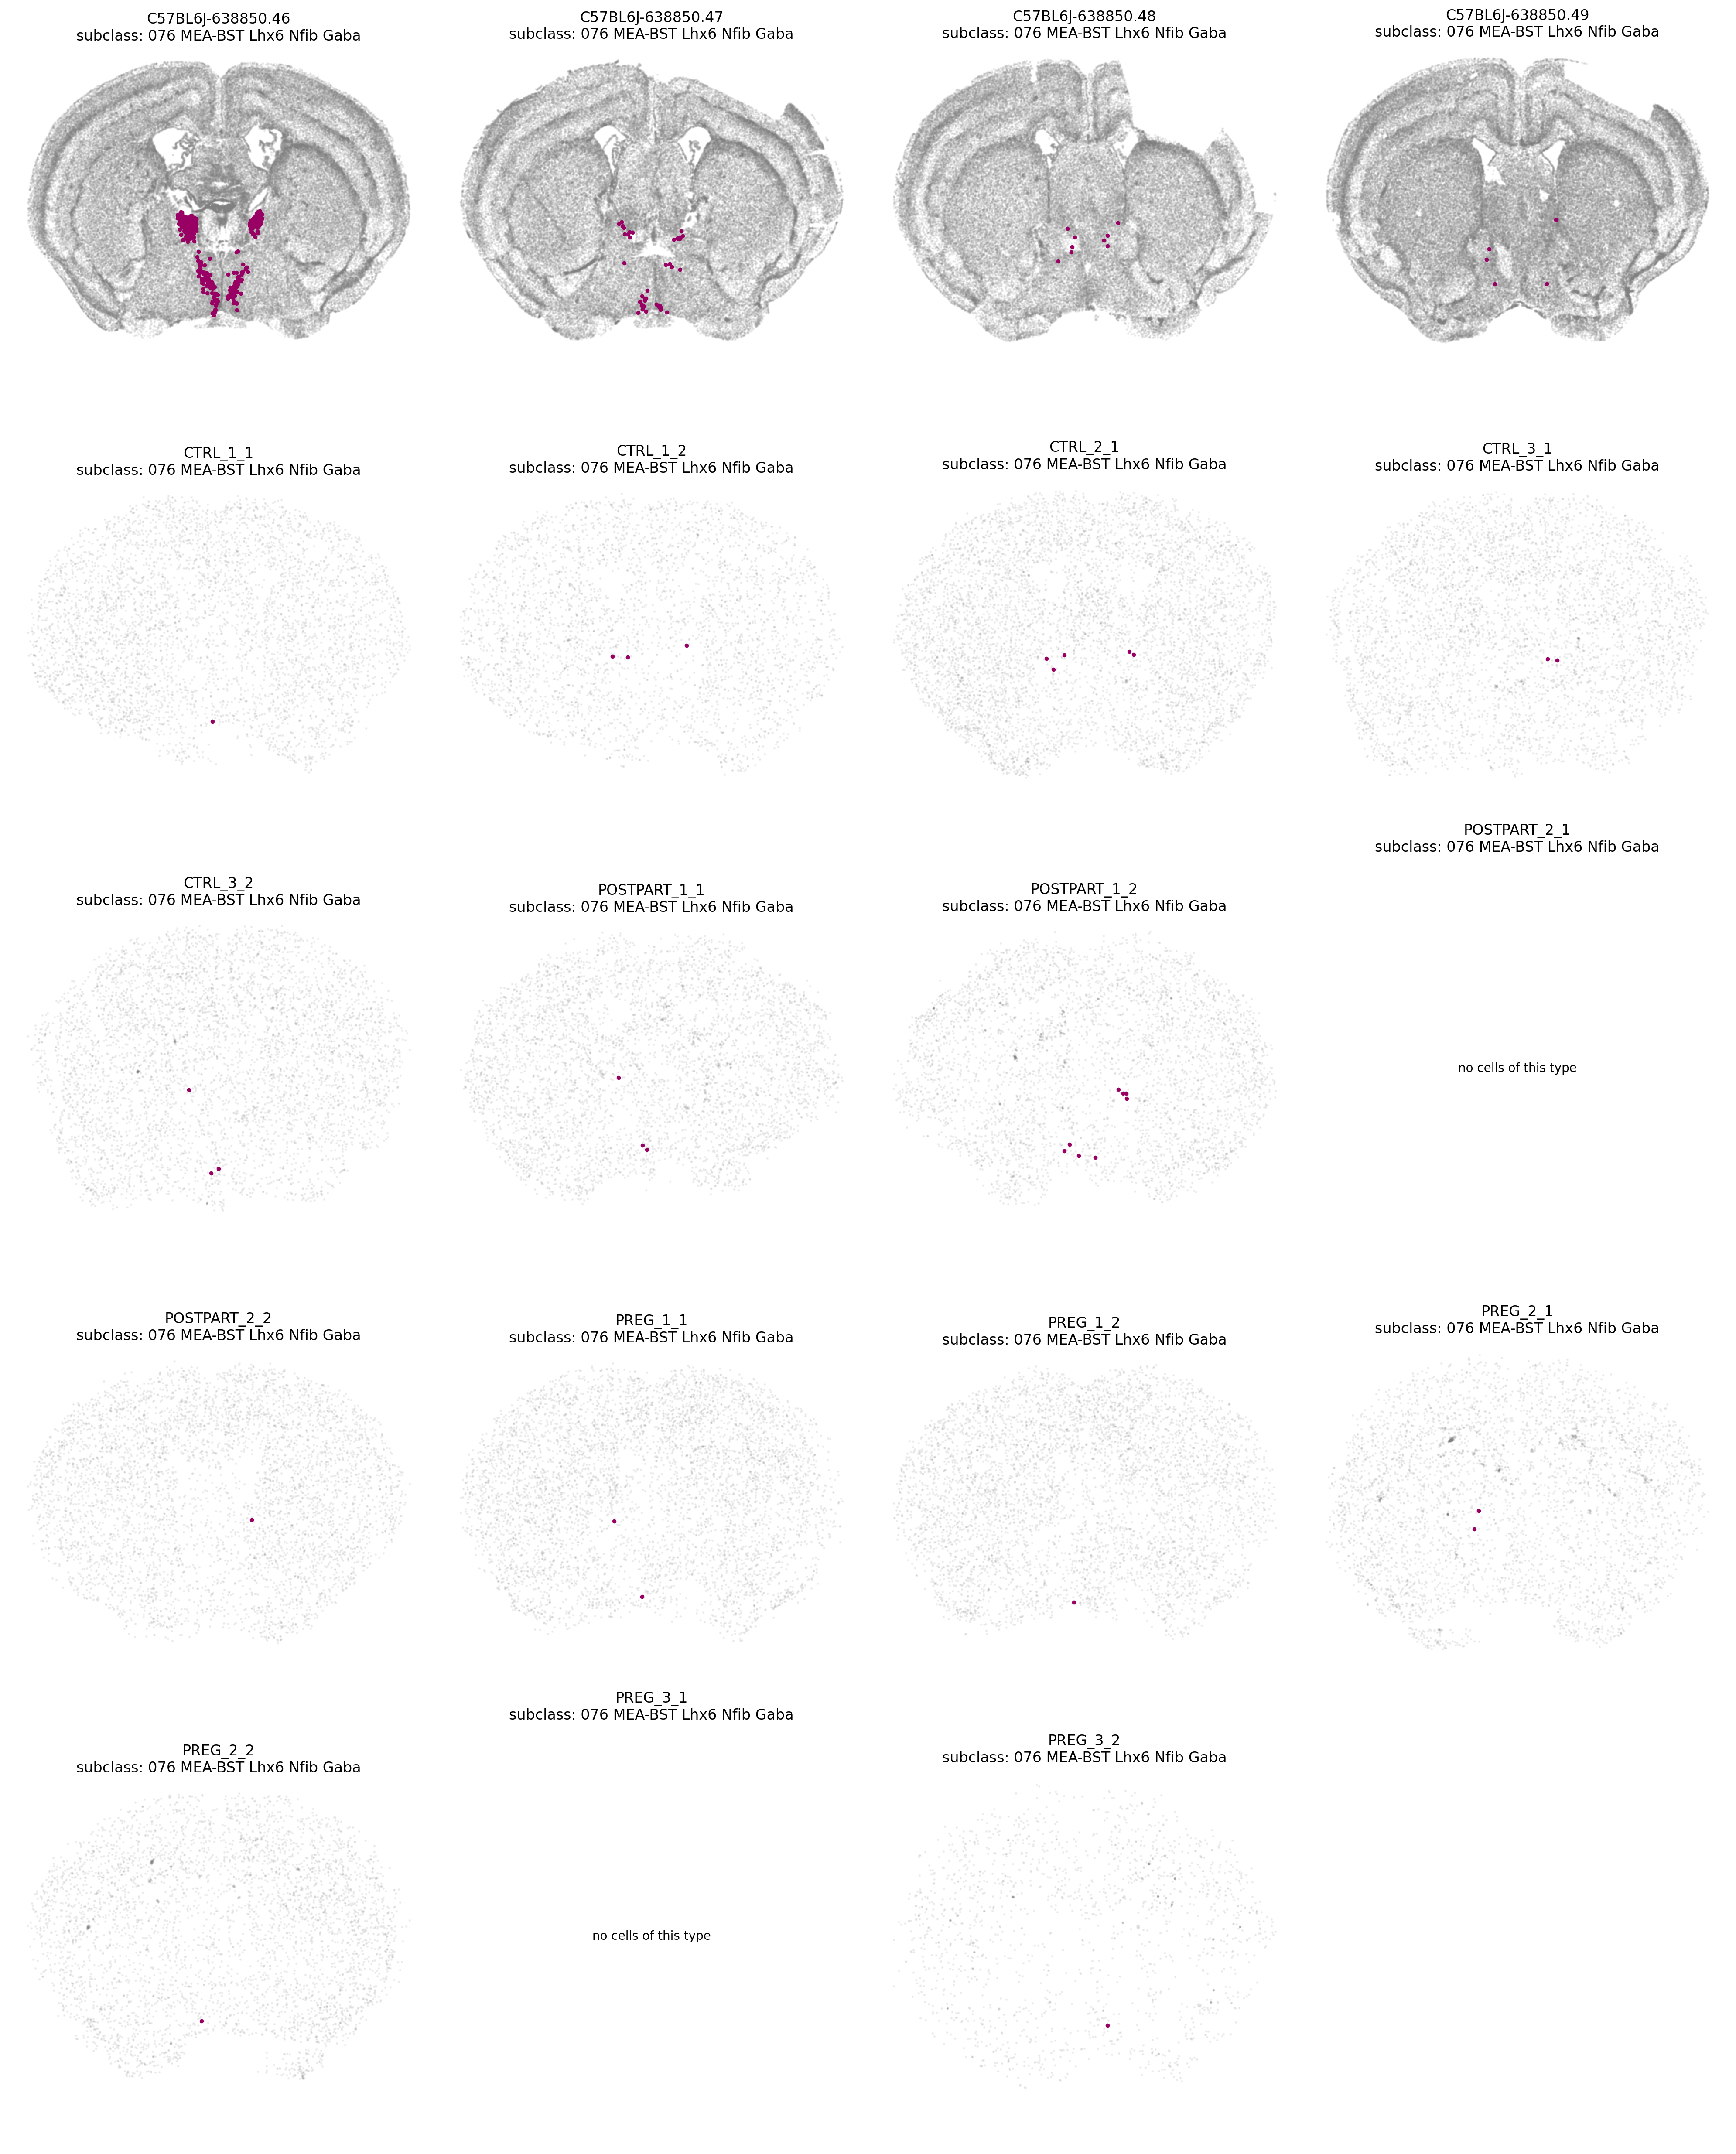 C57BL6J-638850.46
subclass: 076 MEA-BST Lhx6 Nfib Gaba
C57BL6J-638850.47
subclass: 076 MEA-BST Lhx6 Nfib Gaba
C57BL6J-638850.48
subclass: 076 MEA-BST Lhx6 Nfib Gaba
C57BL6J-638850.49
subclass: 076 MEA-BST Lhx6 Nfib Gaba
CTRL_1_1
subclass: 076 MEA-BST Lhx6 Nfib Gaba
CTRL_1_2
subclass: 076 MEA-BST Lhx6 Nfib Gaba
CTRL_2_1
subclass: 076 MEA-BST Lhx6 Nfib Gaba
CTRL_3_1
subclass: 076 MEA-BST Lhx6 Nfib Gaba
CTRL_3_2
subclass: 076 MEA-BST Lhx6 Nfib Gaba
POSTPART_1_1
subclass: 076 MEA-BST Lhx6 Nfib Gaba
POSTPART_1_2
subclass: 076 MEA-BST Lhx6 Nfib Gaba
POSTPART_2_1
subclass: 076 MEA-BST Lhx6 Nfib Gaba
no cells of this type
POSTPART_2_2
subclass: 076 MEA-BST Lhx6 Nfib Gaba
PREG_1_1
subclass: 076 MEA-BST Lhx6 Nfib Gaba
PREG_1_2
subclass: 076 MEA-BST Lhx6 Nfib Gaba
PREG_2_1
subclass: 076 MEA-BST Lhx6 Nfib Gaba
PREG_2_2
subclass: 076 MEA-BST Lhx6 Nfib Gaba
PREG_3_1
subclass: 076 MEA-BST Lhx6 Nfib Gaba
no cells of this type
PREG_3_2
subclass: 076 MEA-BST Lhx6 Nfib Gaba